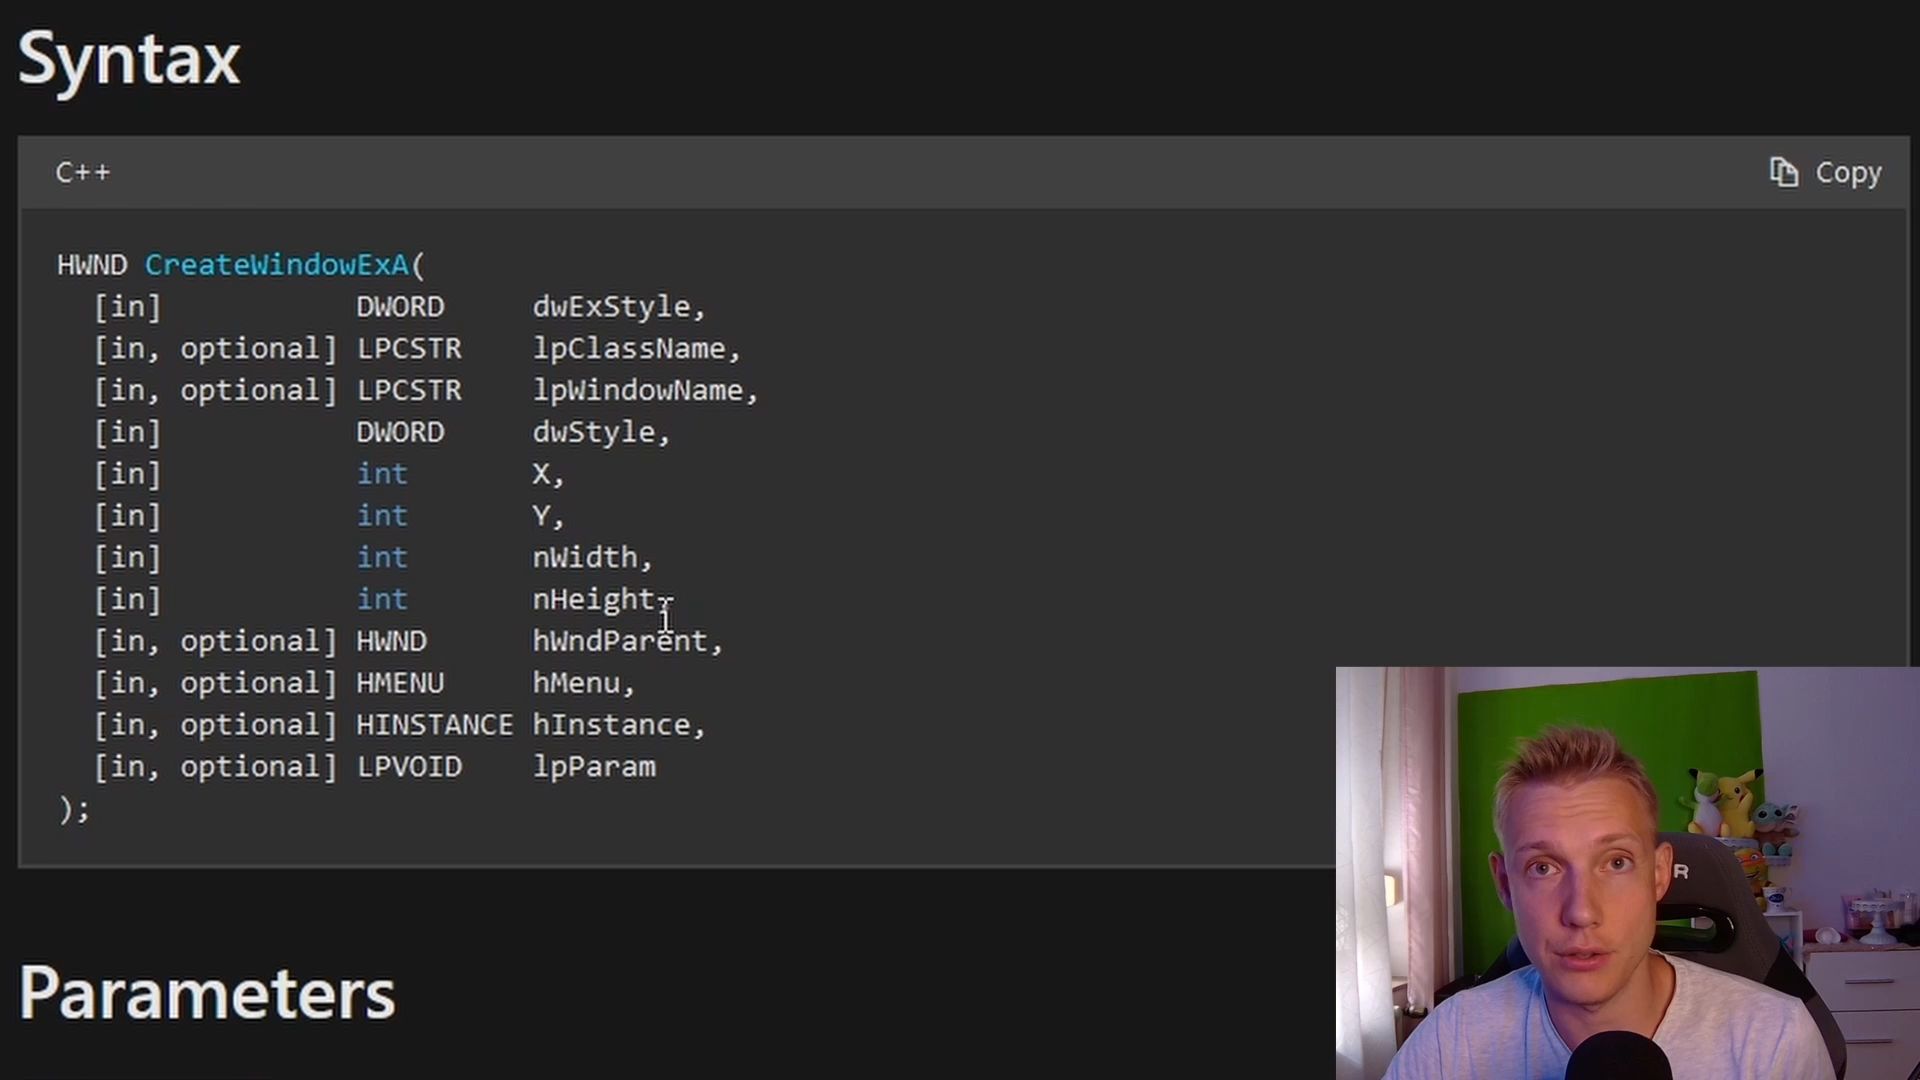 Syntax
C++
Copy
HWND CreateWindowExA(
[in] DWORD dwExStyle,
[in, optional] LPCSTR lpClassName,
[in, optional] LPCSTR lpWindowName,
[in] DWORD dwStyle,
[in] int X,
[in] int Y,
[in] int nWidth,
[in] int nHeight,
[in, optional] HWND hWndParent,
[in, optional] HMENU hMenu,
[in, optional] HINSTANCE hInstance,
[in, optional] LPVOID lpParam
);
Parameters
R